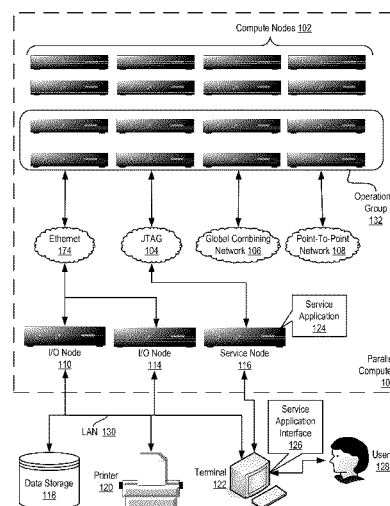 Compute Nodes 102
Operation
Group
132
Ethernet
174
JTAG
104
Global Combining
Network 106
Point-To-Point
Network 108
Service
Application
124
I/O Node
110
I/O Node
114
Service Node
116
Parallel
Compute
10
LAN 130
Service
Application
Interface
126
Data Storage
118
Printer
120
Terminal
122
User
128